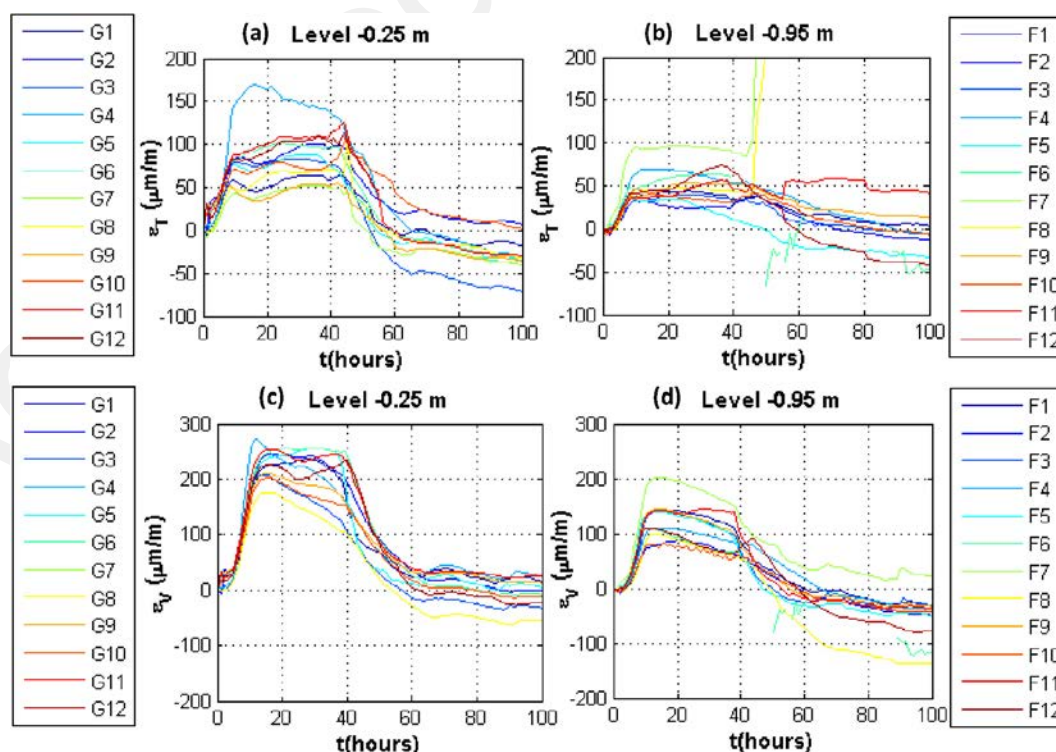 (a) Level -0.25 m
(b) Level -0.95 m
G1
G2
G3
G4
G5
G6
G7
G8
G9
G10
G11
G12
εT (μm/m)
200
150
100
50
0
-50
-100
0 20 40 60 80 100
t(hours)
εT (μm/m)
200
150
100
50
0
-50
-100
0 20 40 60 80 100
t(hours)
F1
F2
F3
F4
F5
F6
F7
F8
F9
F10
F11
F12
(c) Level -0.25 m
(d) Level -0.95 m
G1
G2
G3
G4
G5
G6
G7
G8
G9
G10
G11
G12
εV (μm/m)
300
200
100
0
-100
-200
0 20 40 60 80 100
t(hours)
εV (μm/m)
300
200
100
0
-100
-200
0 20 40 60 80 100
t(hours)
F1
F2
F3
F4
F5
F6
F7
F8
F9
F10
F11
F12